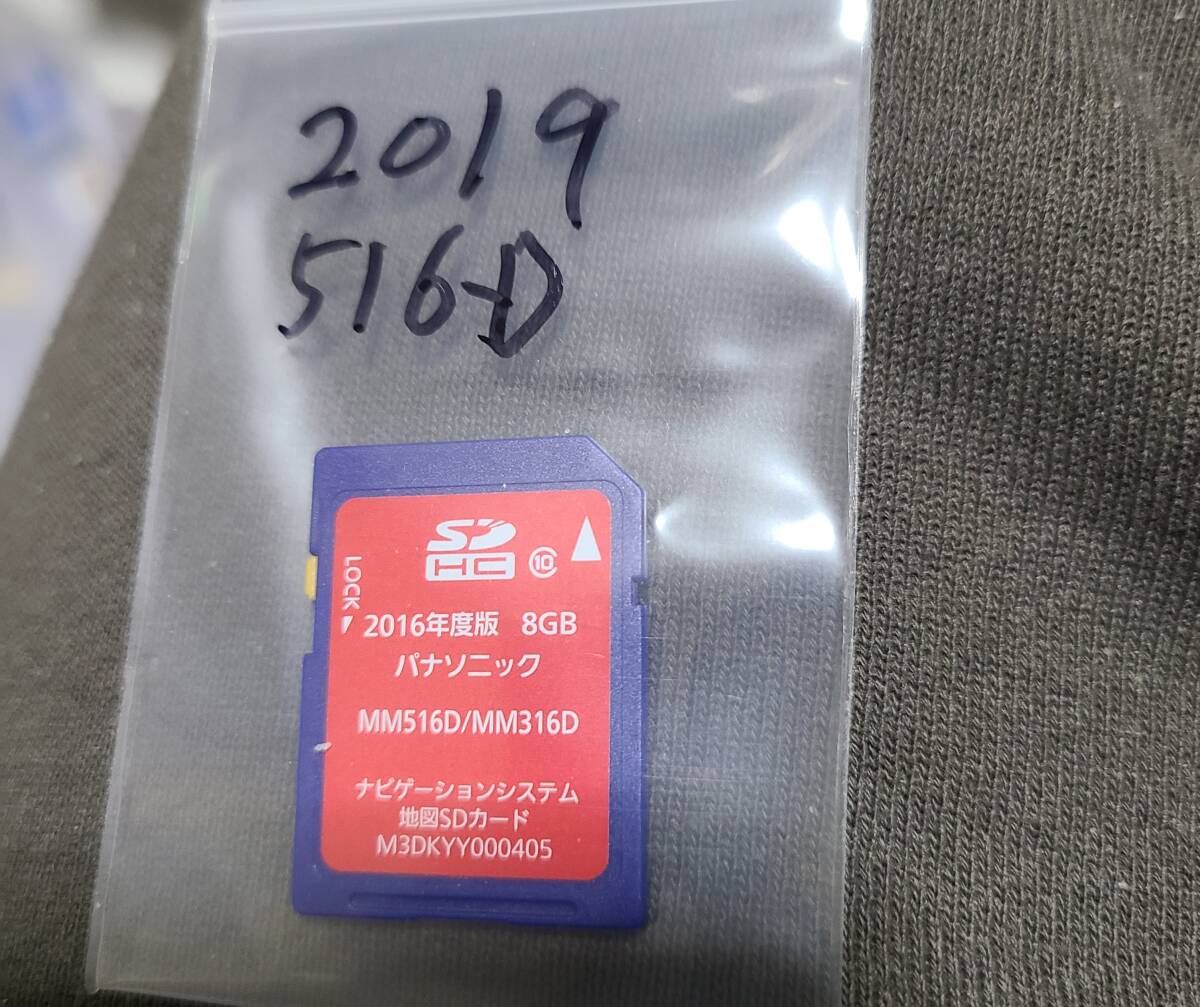 2019
516-D
SD
HC 10
LOCK
2016年度版 8GB
パナソニック
MM516D/MM316D
ナビゲーションシステム
地図SDカード
M3DKYY000405